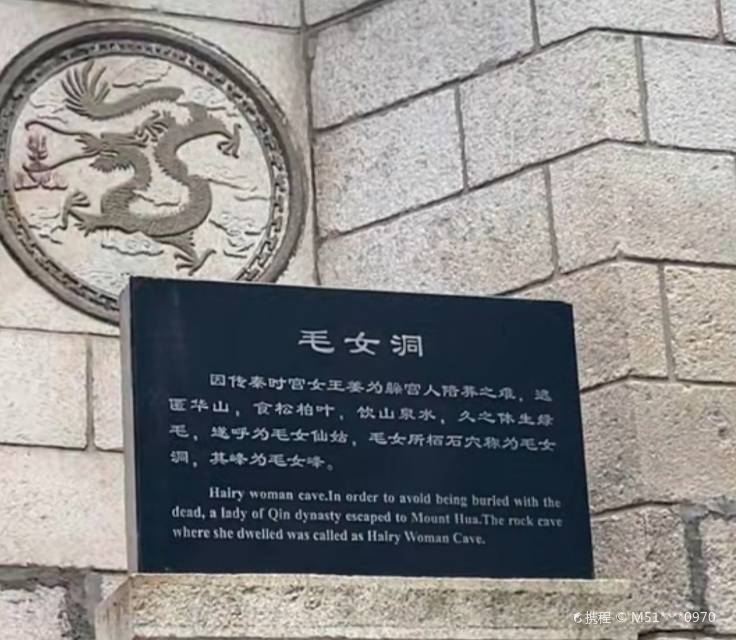 毛女洞
因传秦时宫女玉姜为躲宫人陪葬之难，逃
匿华山，食松柏叶，饮山泉水，久之体生绿
毛，遂呼为毛女仙姑，毛女所栖石穴称为毛女
洞，其峰为毛女峰。
Hairy woman cave.In order to avoid being buried with the
dead, a lady of Qin dynasty escaped to Mount Hua.The rock cave
where she dwelled was called as Hairy Woman Cave.
携程 © M51****0970